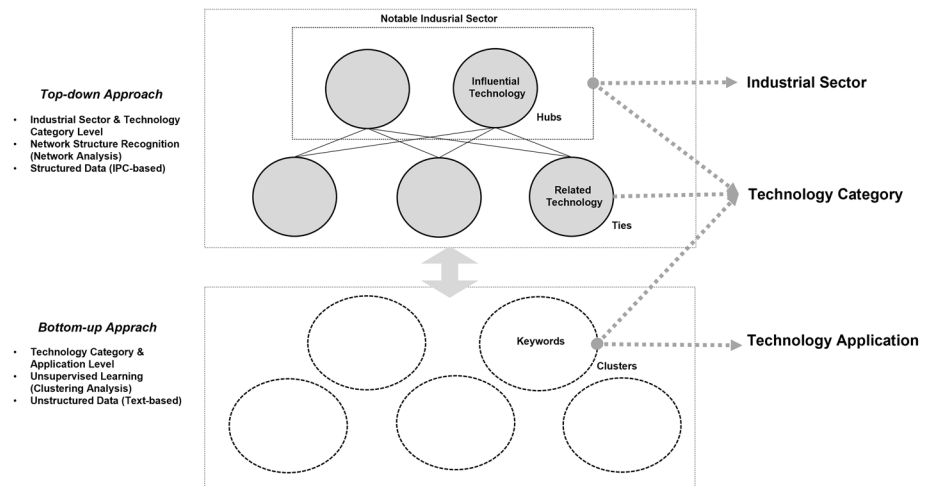 Notable Indusrial Sector
Top-down Approach
• Industrial Sector & Technology
Category Level
• Network Structure Recognition
(Network Analysis)
• Structured Data (IPC-based)
Influential
Technology
Hubs
Related
Technology
Ties
Industrial Sector
Technology Category
Bottom-up Apprach
• Technology Category &
Application Level
• Unsupervised Learning
(Clustering Analysis)
• Unstructured Data (Text-based)
Keywords
Clusters
Technology Application